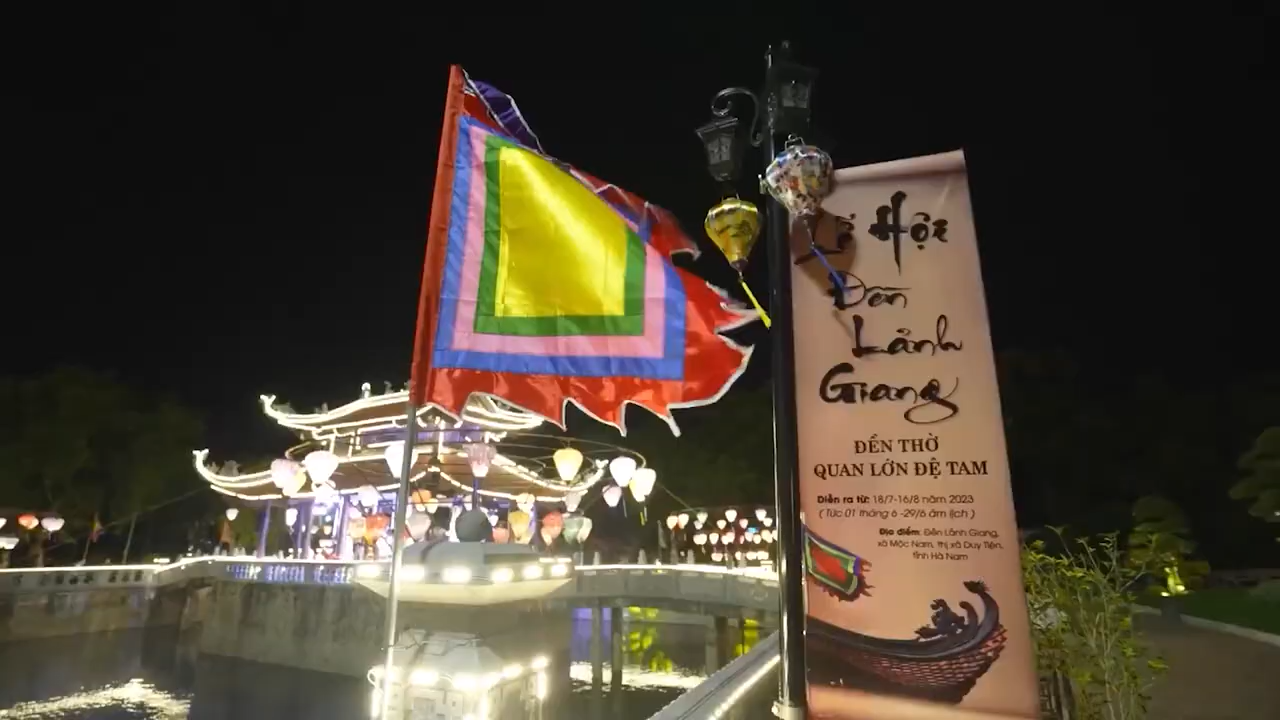 Lễ Hội
Đền
Lảnh
Giang
ĐỀN THỜ
QUAN LỚN ĐỆ TAM
Diễn ra từ: 18/7-16/8 năm 2023
( Tức 01 tháng 6 -29/6 âm lịch )
Địa điểm: Đền Lảnh Giang,
xã Mộc Nam, thị xã Duy Tiên,
tỉnh Hà Nam